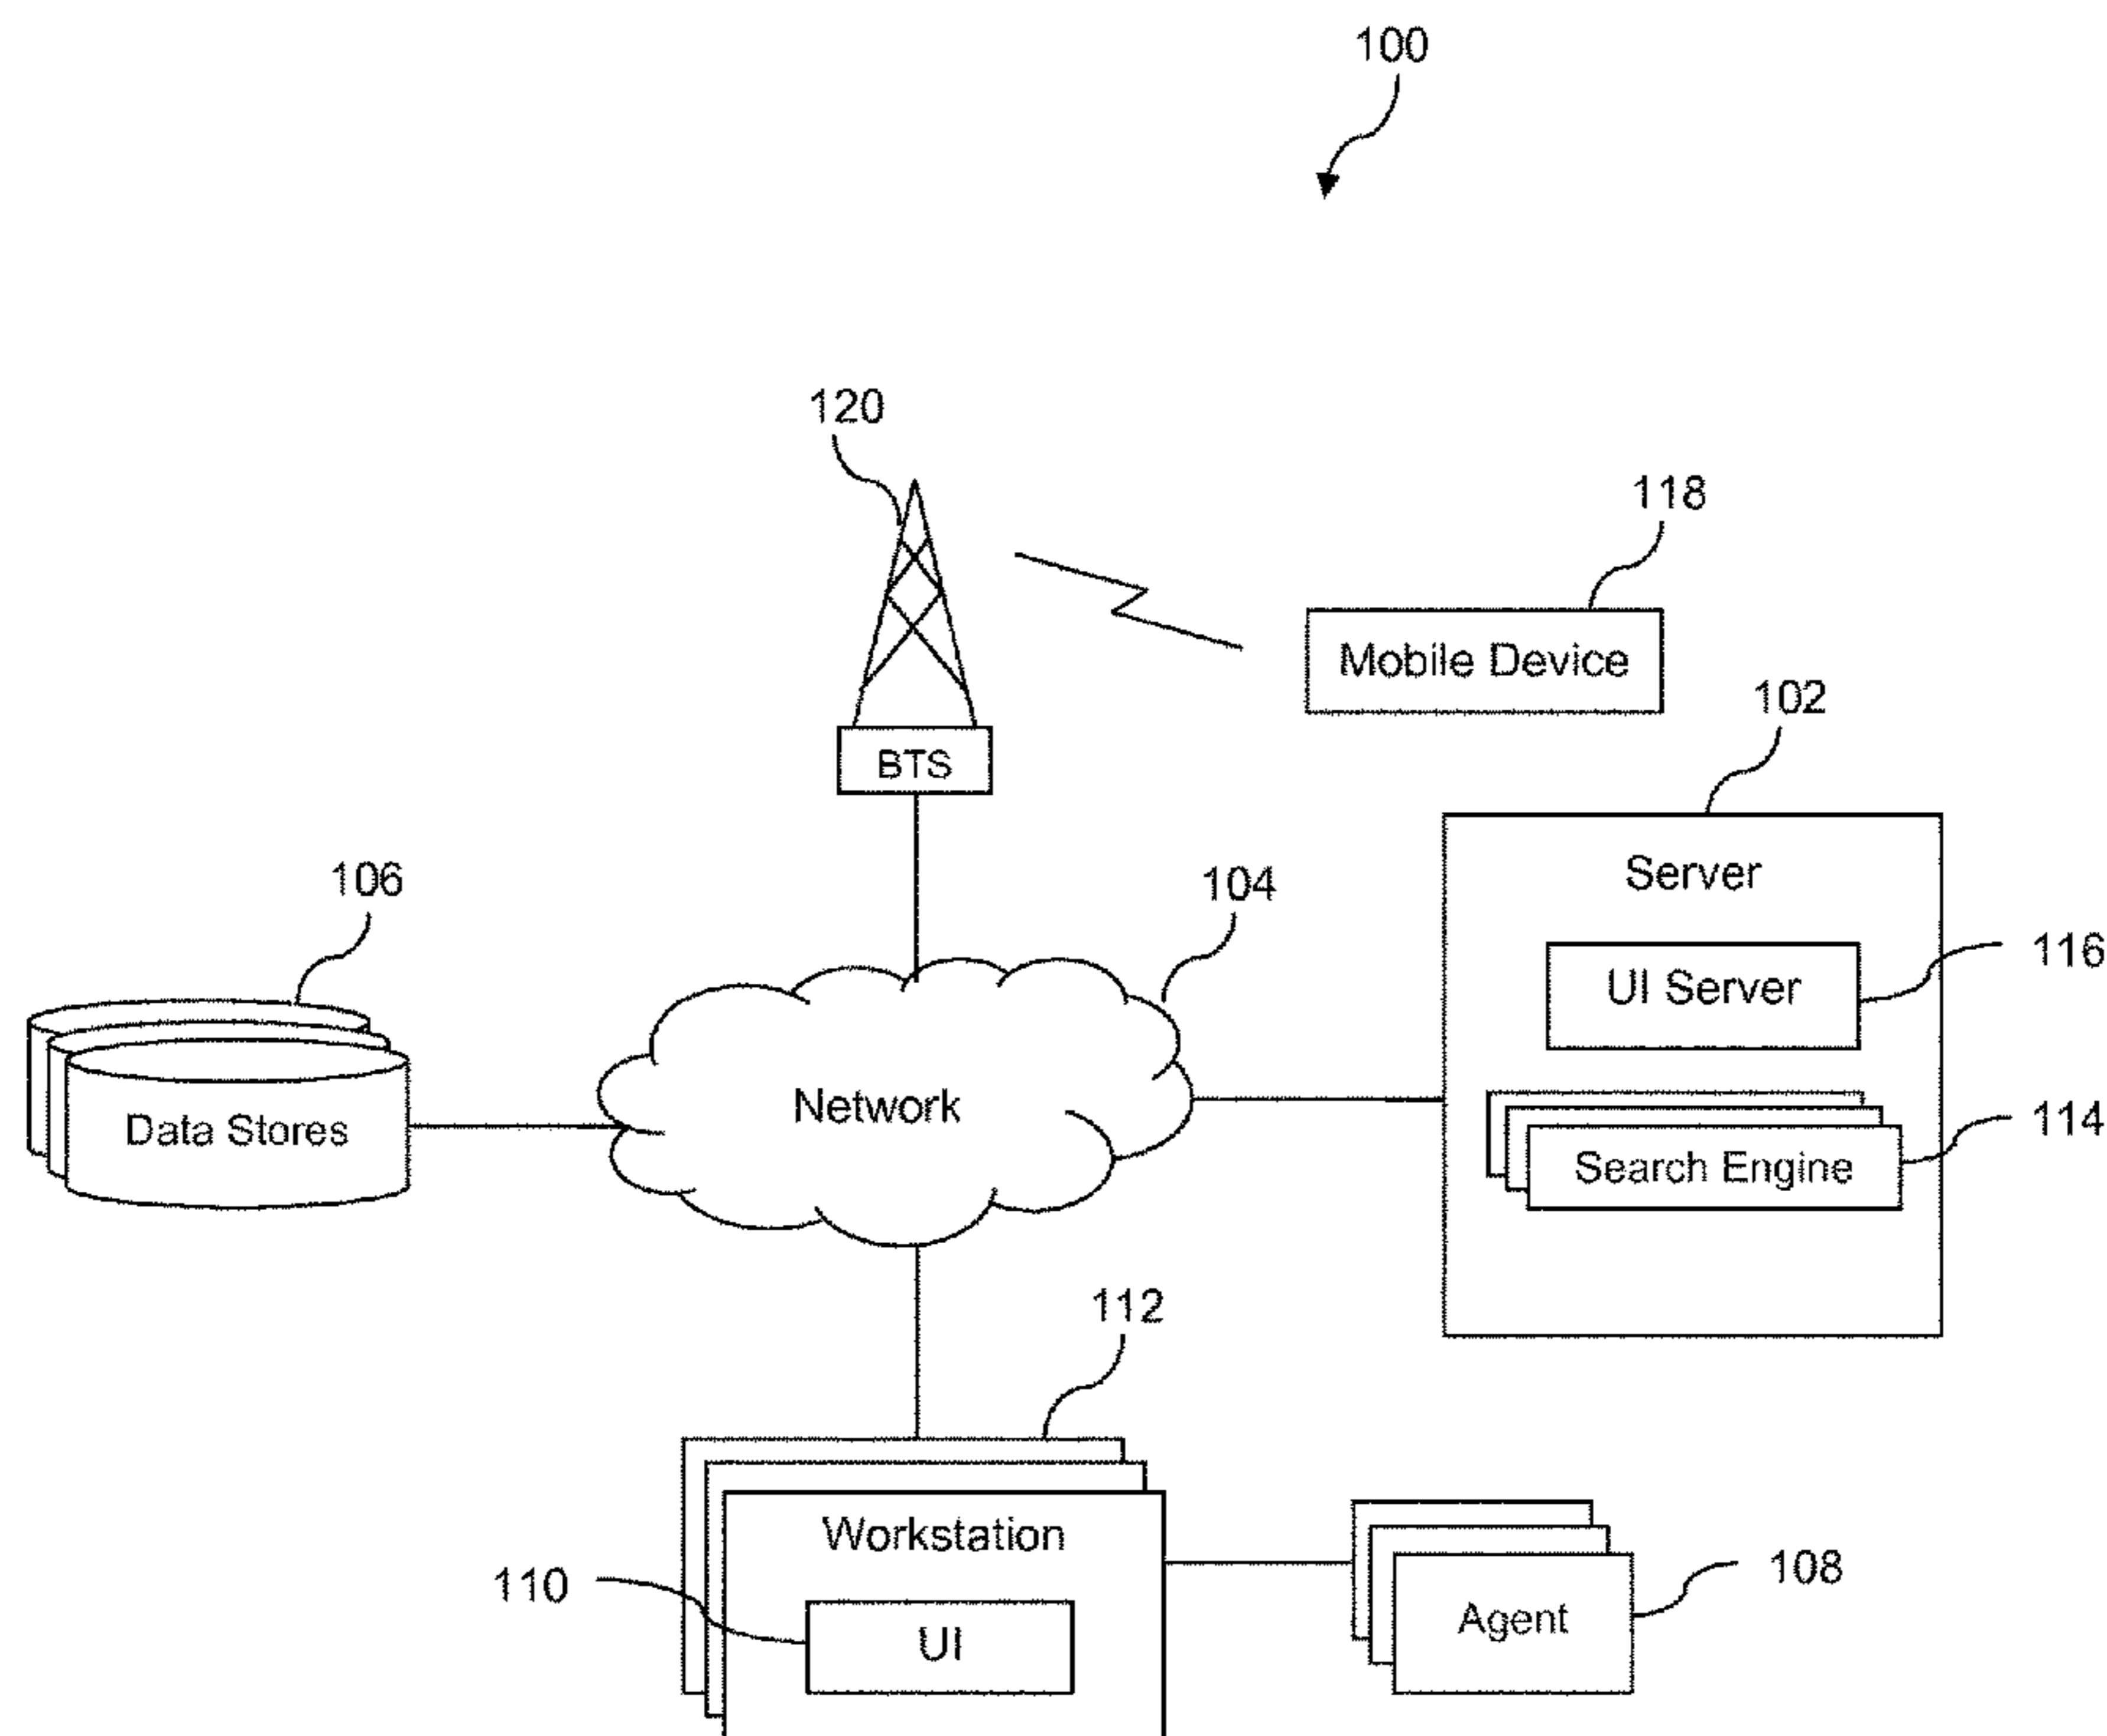 100
120
118
Mobile Device
102
BTS
Server
106
104
116
UI Server
Network
Data Stores
114
Search Engine
112
Workstation
110
UI
108
Agent